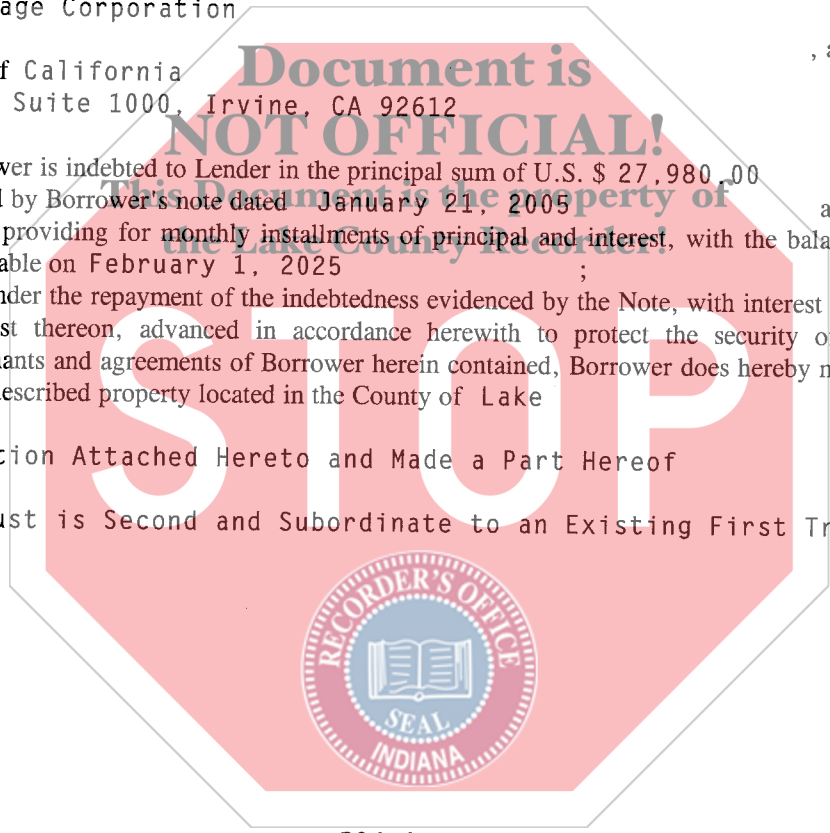 age Corporation
, a
f California
Document is
Suite 1000, Irvine, CA 92612
NOT OFFICIAL!
wer is indebted to Lender in the principal sum of U.S. $ 27,980.00
This Document is the property of
l by Borrower's note dated January 21, 2005 a
providing for monthly installments of principal and interest, with the bala
the Lake County Recorder!
able on February 1, 2025 ;
nder the repayment of the indebtedness evidenced by the Note, with interest
st thereon, advanced in accordance herewith to protect the security o
ants and agreements of Borrower herein contained, Borrower does hereby m
escribed property located in the County of Lake
STOP
tion Attached Hereto and Made a Part Hereof
ust is Second and Subordinate to an Existing First Tr
RECORDER'S OFFICE
SEAL
INDIANA